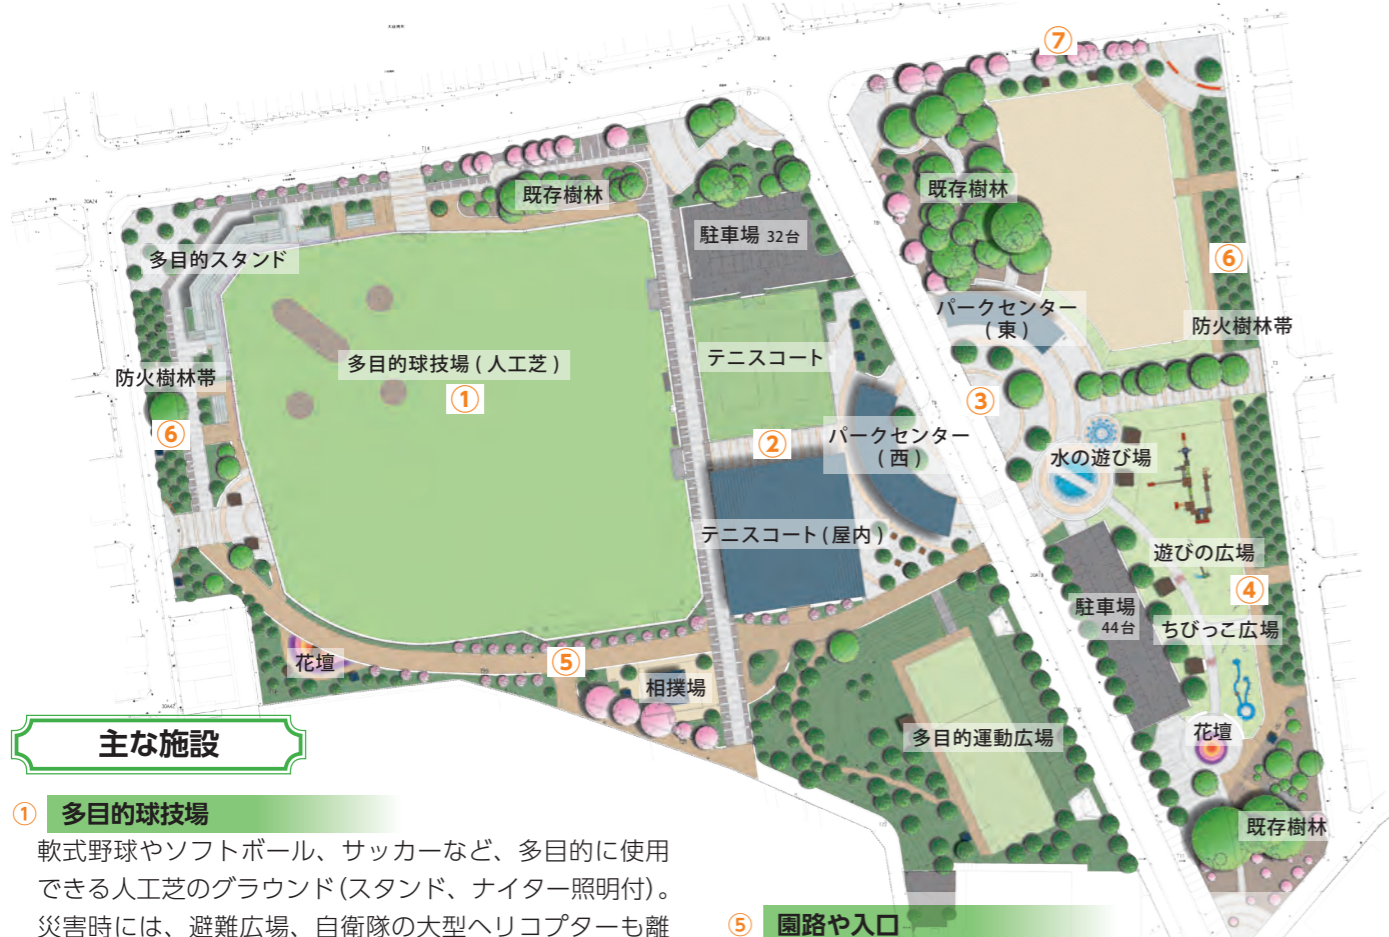 ⑦
既存樹林
既存樹林
駐車場 32台
多目的スタンド
⑥
パークセンター
(東)
防火樹林帯
テニスコート
多目的球技場(人工芝)
①
防火樹林帯
⑥
③
②
パークセンター
(西)
水の遊び場
テニスコート(屋内)
遊びの広場
④
駐車場
44台
ちびっこ広場
花壇
⑤
相撲場
花壇
多目的運動広場
既存樹林
主な施設
① 多目的球技場
軟式野球やソフトボール、サッカーなど、多目的に使用
できる人工芝のグラウンド(スタンド、ナイター照明付)。
災害時には、避難広場、自衛隊の大型ヘリコプターも離
⑤ 園路や入口